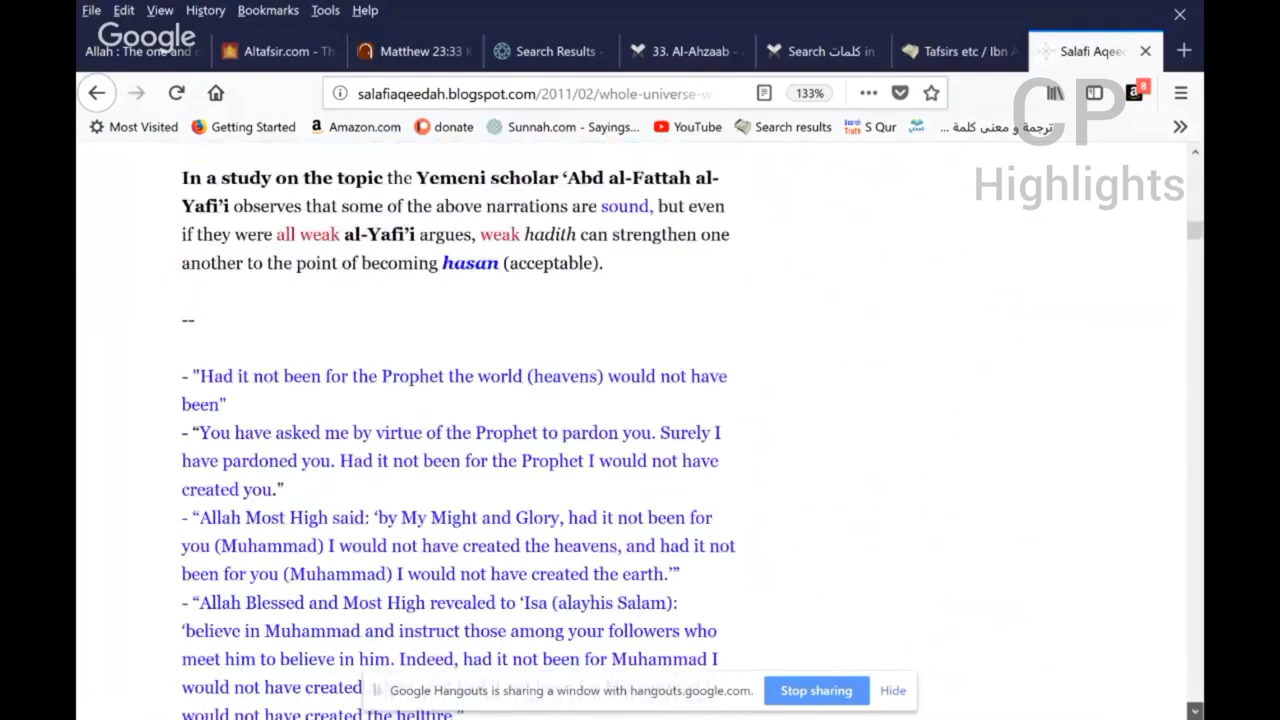 File Edit View History Bookmarks Tools Help
Google
Allah : The one and o
Altafsir.com - Th
Matthew 23:33 K
Search Results -
33. Al-Ahzaab -
Search كلمات in
Tafsirs etc / Ibn A
Salafi Aqee
salafiaqeedah.blogspot.com/2011/02/whole-universe-w
133%
8
CP
Highlights
Most Visited
Getting Started
Amazon.com
donate
Sunnah.com - Sayings...
YouTube
Search results
S Qur
ترجمة و معنى كلمة ...
In a study on the topic the Yemeni scholar ‘Abd al-Fattah al-
Yafi’i observes that some of the above narrations are sound, but even
if they were all weak al-Yafi’i argues, weak hadith can strengthen one
another to the point of becoming hasan (acceptable).
--
- "Had it not been for the Prophet the world (heavens) would not have
been"
- “You have asked me by virtue of the Prophet to pardon you. Surely I
have pardoned you. Had it not been for the Prophet I would not have
created you.”
- “Allah Most High said: ‘by My Might and Glory, had it not been for
you (Muhammad) I would not have created the heavens, and had it not
been for you (Muhammad) I would not have created the earth.’”
- “Allah Blessed and Most High revealed to ‘Isa (alayhis Salam):
‘believe in Muhammad and instruct those among your followers who
meet him to believe in him. Indeed, had it not been for Muhammad I
would not have created
would not have created the hellfire."
Google Hangouts is sharing a window with hangouts.google.com.
Stop sharing
Hide